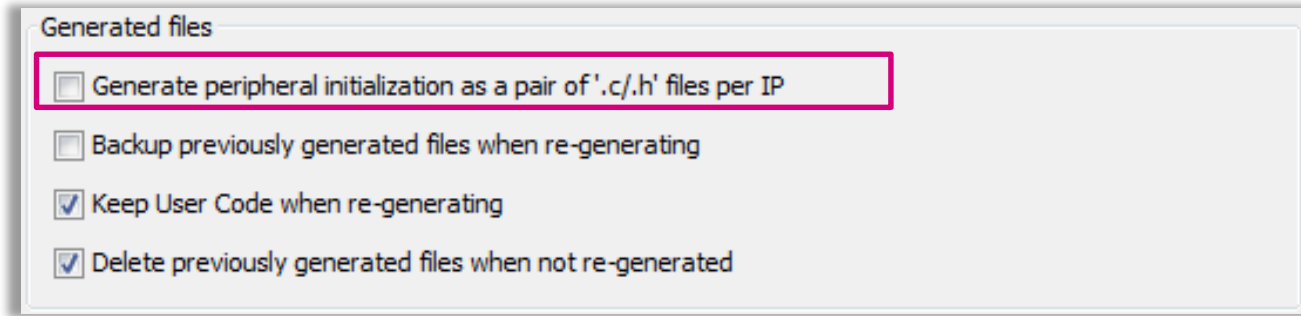 Generated files
Generate peripheral initialization as a pair of '.c/.h' files per IP
Backup previously generated files when re-generating
Keep User Code when re-generating
Delete previously generated files when not re-generated